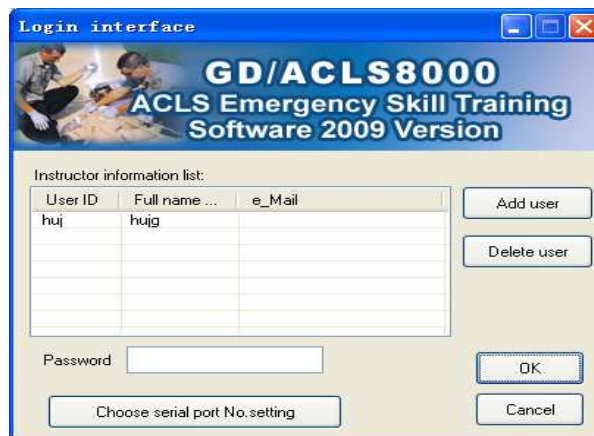 Login interface
GD/ACLS8000
ACLS Emergency Skill Training
Software 2009 Version
Instructor information list:
User ID Full name ... e_Mail
huj hujg
Add user
Delete user
Password
OK
Choose serial port No.setting
Cancel